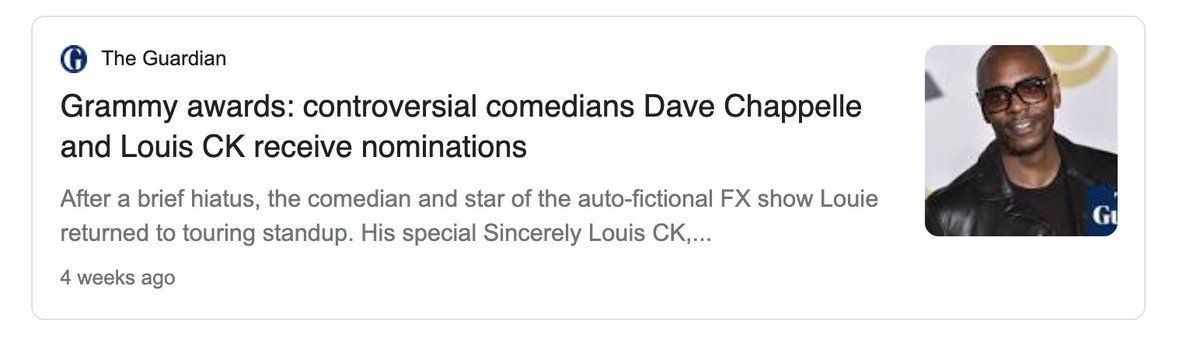 The Guardian
Grammy awards: controversial comedians Dave Chappelle
and Louis CK receive nominations
After a brief hiatus, the comedian and star of the auto-fictional FX show Louie
returned to touring standup. His special Sincerely Louis CK,...
4 weeks ago